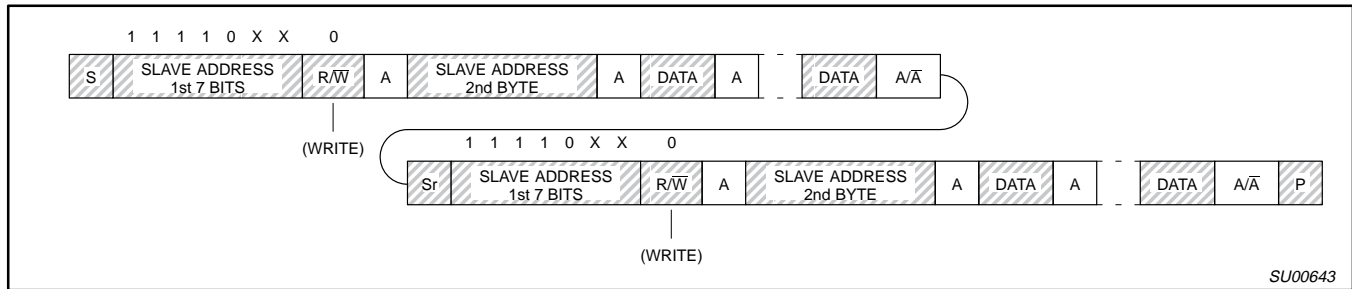 1 1 1 1 0 X X 0
S SLAVE ADDRESS 1st 7 BITS R/W̅ A SLAVE ADDRESS 2nd BYTE A DATA A DATA A/A̅
(WRITE)
1 1 1 1 0 X X 0
Sr SLAVE ADDRESS 1st 7 BITS R/W̅ A SLAVE ADDRESS 2nd BYTE A DATA A DATA A/A̅ P
(WRITE)
SU00643